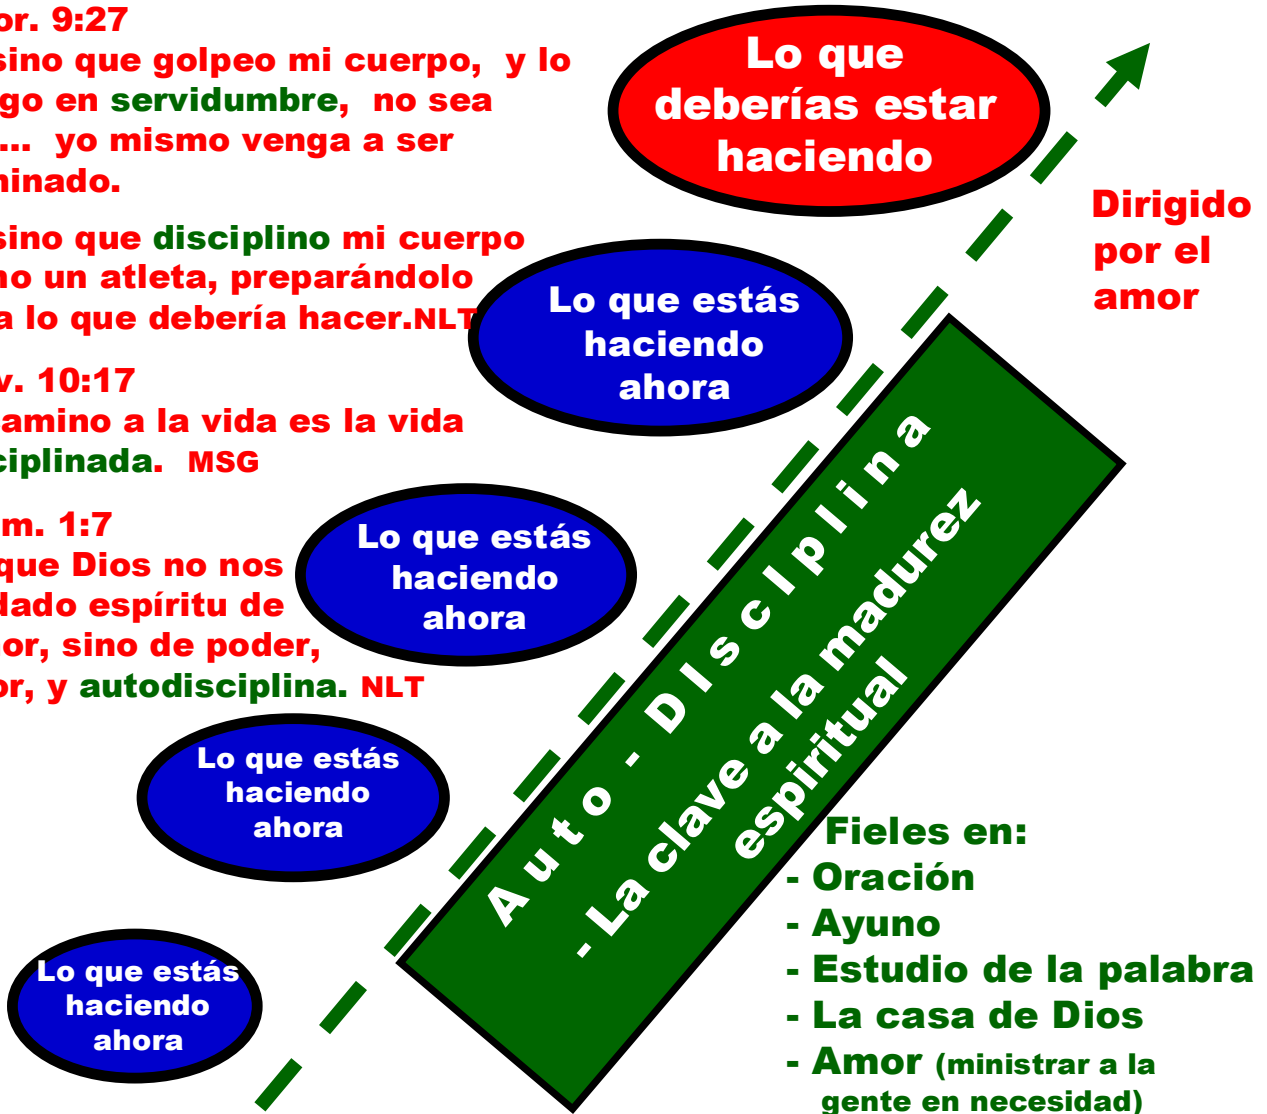 or. 9:27
sino que golpeo mi cuerpo, y lo
go en servidumbre, no sea
... yo mismo venga a ser
minado.
sino que disciplino mi cuerpo
mo un atleta, preparándolo
a lo que debería hacer.NLT
v. 10:17
amino a la vida es la vida
ciplinada. MSG
m. 1:7
que Dios no nos
dado espíritu de
or, sino de poder,
or, y autodisciplina. NLT
Lo que
deberías estar
haciendo
Dirigido
por el
amor
Lo que estás
haciendo
ahora
Lo que estás
haciendo
ahora
Lo que estás
haciendo
ahora
Lo que estás
haciendo
ahora
Auto - DIscIplina
- La clave a la madurez
espiritual
Fieles en:
- Oración
- Ayuno
- Estudio de la palabra
- La casa de Dios
- Amor (ministrar a la
gente en necesidad)